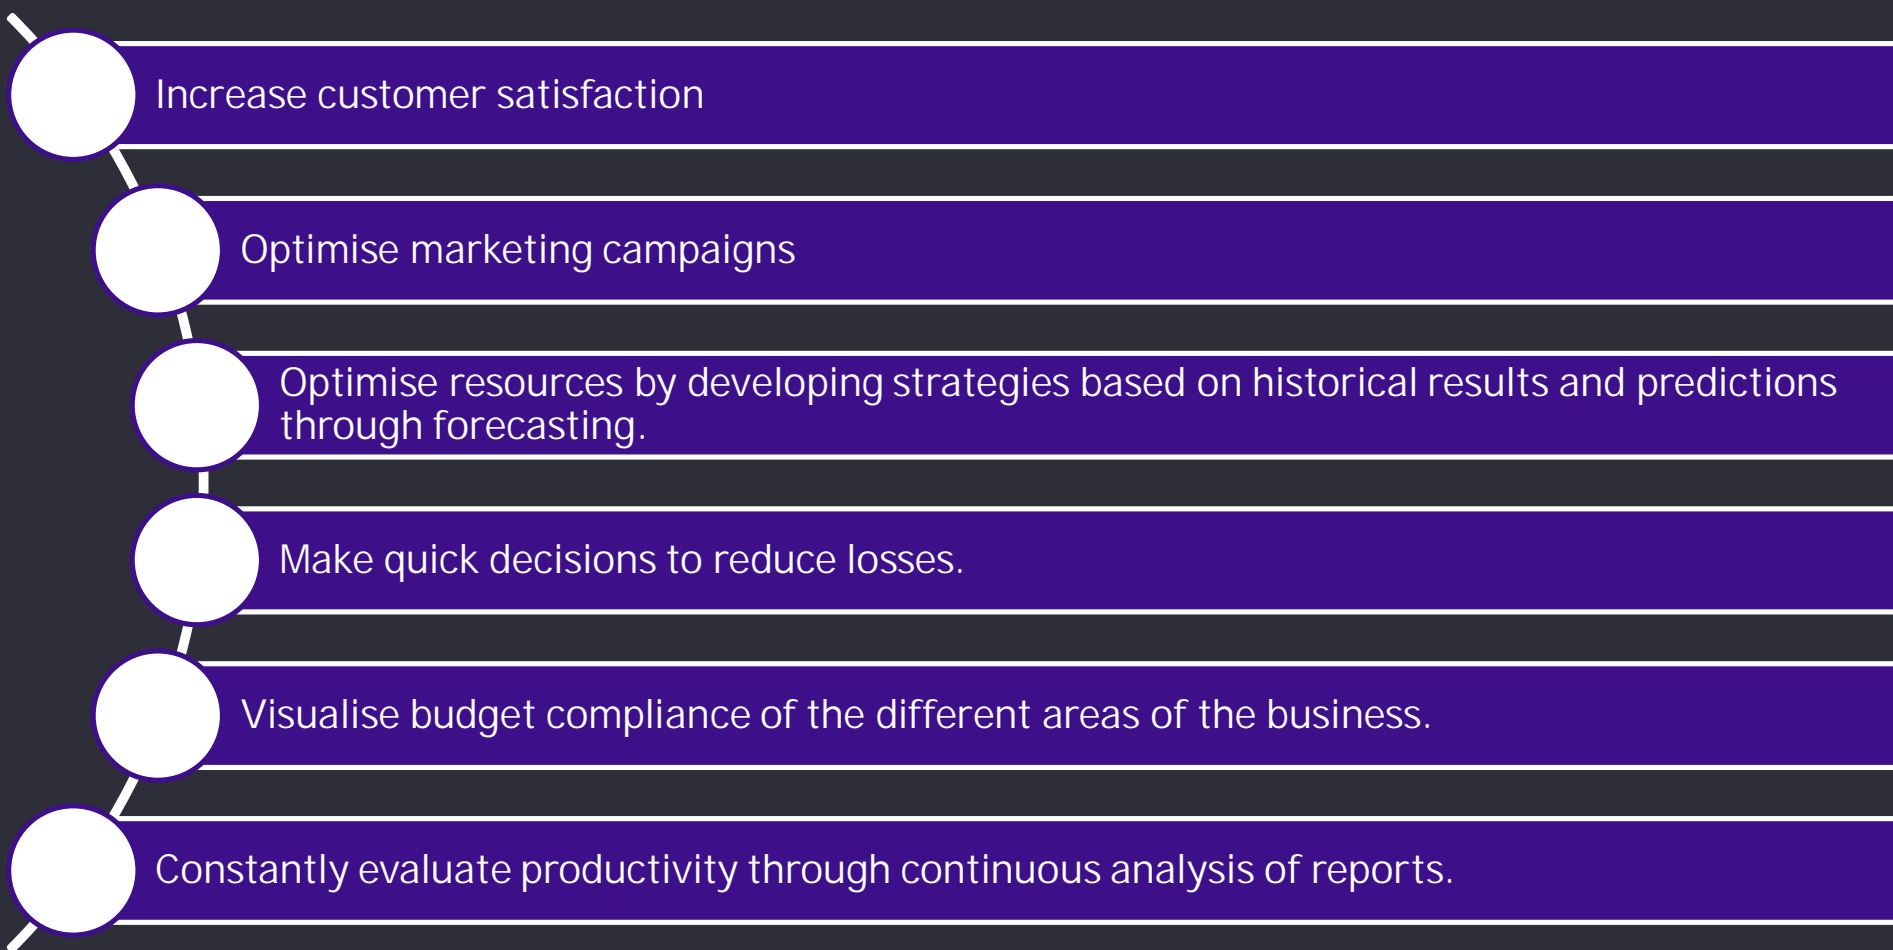 Increase customer satisfaction
Optimise marketing campaigns
Optimise resources by developing strategies based on historical results and predictions
through forecasting.
Make quick decisions to reduce losses.
Visualise budget compliance of the different areas of the business.
Constantly evaluate productivity through continuous analysis of reports.